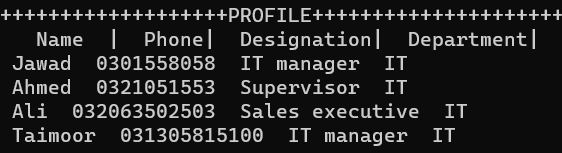 +++++++++++++++++++PROFILE+++++++++++++++++++++
Name | Phone| Designation| Department|
Jawad 0301558058 IT manager IT
Ahmed 0321051553 Supervisor IT
Ali 032063502503 Sales executive IT
Taimoor 031305815100 IT manager IT